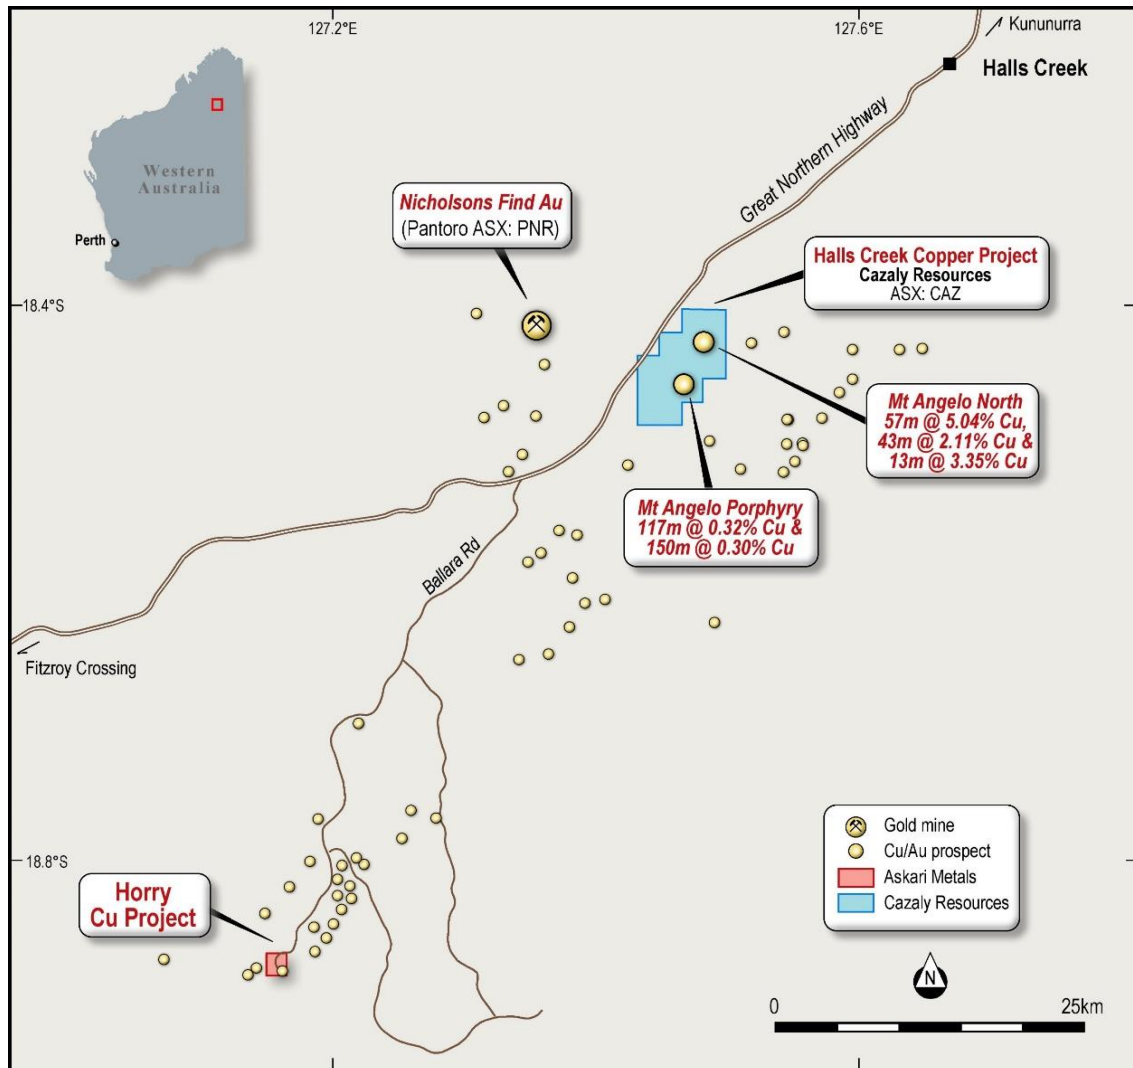 127.2°E
127.6°E
Kununurra
Halls Creek
Western
Australia
Perth
Great Northern Highway
Nicholsons Find Au
(Pantoro ASX: PNR)
Halls Creek Copper Project
Cazaly Resources
ASX: CAZ
18.4°S
Mt Angelo North
57m @ 5.04% Cu,
43m @ 2.11% Cu &
13m @ 3.35% Cu
Mt Angelo Porphyry
117m @ 0.32% Cu &
150m @ 0.30% Cu
Ballara Rd
Fitzroy Crossing
18.8°S
Horry
Cu Project
Gold mine
Cu/Au prospect
Askari Metals
Cazaly Resources
N
0
25km